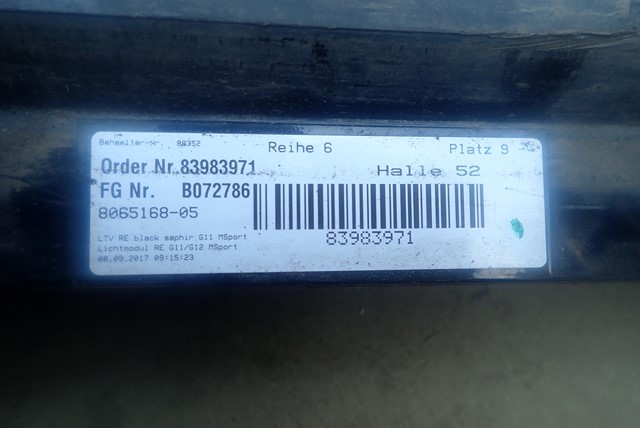 Behaelter-Nr. 88352 Reihe 6 Platz 9
Order Nr. 83983971 Halle 52
FG Nr. B072786
8065168-05
83983971
LTV RE black saphir G11 MSport
Lichtmodul RE G11/G12 MSport
08.09.2017 09:15:23